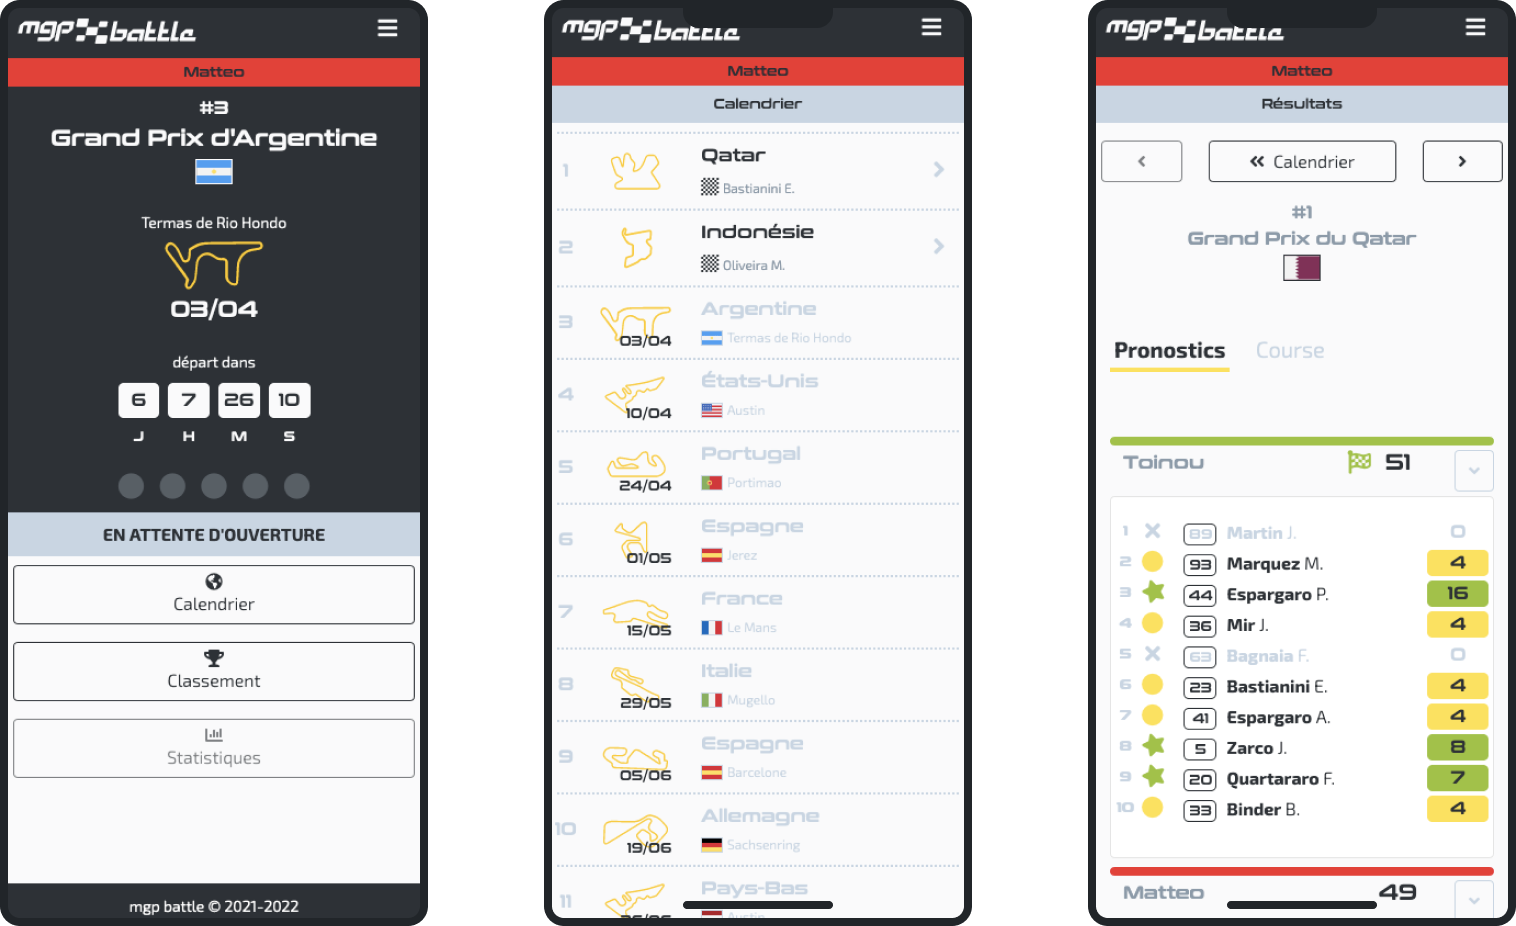 mgp battle
Matteo
#3
Grand Prix d'Argentine
Termas de Rio Hondo
03/04
départ dans
6 7 26 10
J H M S
EN ATTENTE D'OUVERTURE
Calendrier
Classement
Statistiques
mgp battle © 2021-2022
mgp battle
Matteo
Calendrier
1 Qatar
Bastianini E.
2 Indonésie
Oliveira M.
3 Argentine
03/04 Termas de Rio Hondo
4 États-Unis
10/04 Austin
5 Portugal
24/04 Portimao
6 Espagne
01/05 Jerez
7 France
15/05 Le Mans
8 Italie
29/05 Mugello
9 Espagne
05/06 Barcelone
10 Allemagne
19/06 Sachsenring
11 Pays-Bas
26/06 Austin
mgp battle
Matteo
Résultats
Calendrier
#1
Grand Prix du Qatar
Pronostics Course
Toinou 51
1 89 Martin J. 0
2 93 Marquez M. 4
3 44 Espargaro P. 16
4 36 Mir J. 4
5 63 Bagnaia F. 0
6 23 Bastianini E. 4
7 41 Espargaro A. 4
8 5 Zarco J. 8
9 20 Quartararo F. 7
10 33 Binder B. 4
Matteo 49